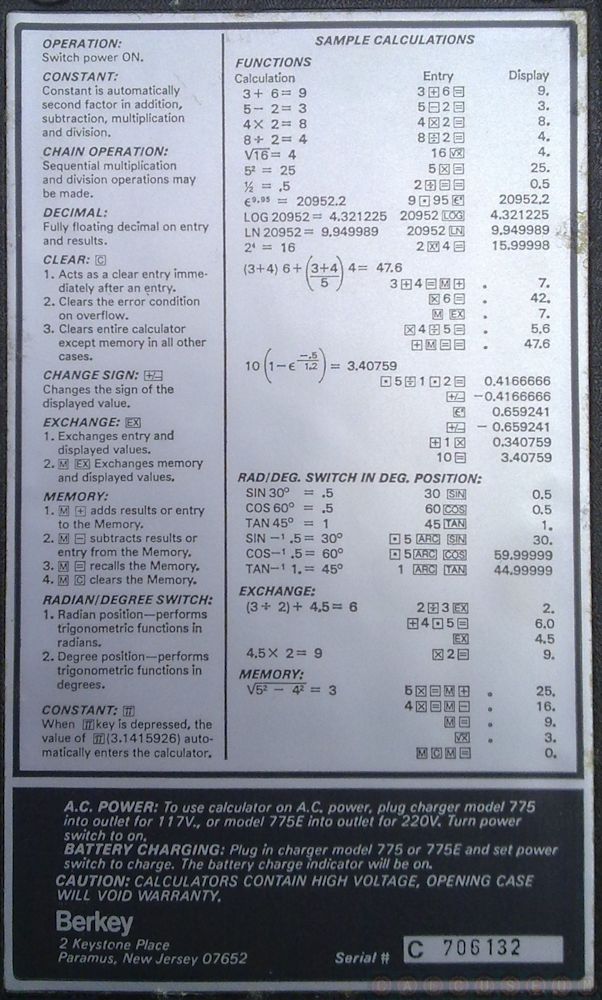 OPERATION:
Switch power ON.
CONSTANT:
Constant is automatically
second factor in addition,
subtraction, multiplication
and division.
CHAIN OPERATION:
Sequential multiplication
and division operations may
be made.
DECIMAL:
Fully floating decimal on entry
and results.
CLEAR: [C]
1. Acts as a clear entry imme-
diately after an entry.
2. Clears the error condition
on overflow.
3. Clears entire calculator
except memory in all other
cases.
CHANGE SIGN: [+/-]
Changes the sign of the
displayed value.
EXCHANGE: [EX]
1. Exchanges entry and
displayed values.
2. [M] [EX] Exchanges memory
and displayed values.
MEMORY:
1. [M] [+] adds results or entry
to the Memory.
2. [M] [−] subtracts results or
entry from the Memory.
3. [M] [=] recalls the Memory.
4. [M] [C] clears the Memory.
RADIAN/DEGREE SWITCH:
1. Radian position—performs
trigonometric functions in
radians.
2. Degree position—performs
trigonometric functions in
degrees.
CONSTANT: [π]
When [π] key is depressed, the
value of [π] (3.1415926) auto-
matically enters the calculator.
SAMPLE CALCULATIONS
FUNCTIONS
Calculation Entry Display
3 + 6 = 9 3 [+] 6 [=] 9.
5 − 2 = 3 5 [−] 2 [=] 3.
4 X 2 = 8 4 [X] 2 [=] 8.
8 ÷ 2 = 4 8 [÷] 2 [=] 4.
√16 = 4 16 [√X] 4.
5² = 25 5 [X] [=] 25.
½ = .5 2 [÷] [=] [=] 0.5
ϵ⁹·⁹⁵ = 20952.2 9 [•] 95 [ϵˣ] 20952.2
LOG 20952 = 4.321225 20952 [LOG] 4.321225
LN 20952 = 9.949989 20952 [LN] 9.949989
2⁴ = 16 2 [Xʸ] 4 [=] 15.99998
(3+4) 6 + (3+4/5) 4 = 47.6
3 [+] 4 [=] [M] [+] • 7.
[X] 6 [=] • 42.
[M] [EX] • 7.
[X] 4 [÷] 5 [=] • 5.6
[+] [M] [=] [=] • 47.6
10 (1−ϵ −.5/1.2) = 3.40759
[•] 5 [÷] 1 [•] 2 [=] 0.4166666
[+/-] −0.4166666
[ϵˣ] 0.659241
[+/-] − 0.659241
[+] 1 [X] 0.340759
10 [=] 3.40759
RAD/DEG. SWITCH IN DEG. POSITION:
SIN 30° = .5 30 [SIN] 0.5
COS 60° = .5 60 [COS] 0.5
TAN 45° = 1 45 [TAN] 1.
SIN −¹ .5 = 30° [•] 5 [ARC] [SIN] 30.
COS−¹ .5 = 60° [•] 5 [ARC] [COS] 59.99999
TAN−¹ 1. = 45° 1 [ARC] [TAN] 44.99999
EXCHANGE:
(3 ÷ 2) + 4.5 = 6 2 [÷] 3 [EX] 2.
[+] 4 [•] 5 [=] 6.0
[EX] 4.5
4.5 X 2 = 9 [X] 2 [=] 9.
MEMORY:
√5² − 4² = 3 5 [X] [=] [M] [+] • 25.
4 [X] [=] [M] [−] • 16.
[M] [=] • 9.
[√X] • 3.
[M] [C] [M] [=] 0.
A.C. POWER: To use calculator on A.C. power, plug charger model 775
into outlet for 117V., or model 775E into outlet for 220V. Turn power
switch to on.
BATTERY CHARGING: Plug in charger model 775 or 775E and set power
switch to charge. The battery charge indicator will be on.
CAUTION: CALCULATORS CONTAIN HIGH VOLTAGE, OPENING CASE
WILL VOID WARRANTY.
Berkey
2 Keystone Place
Paramus, New Jersey 07652
Serial # C 706132